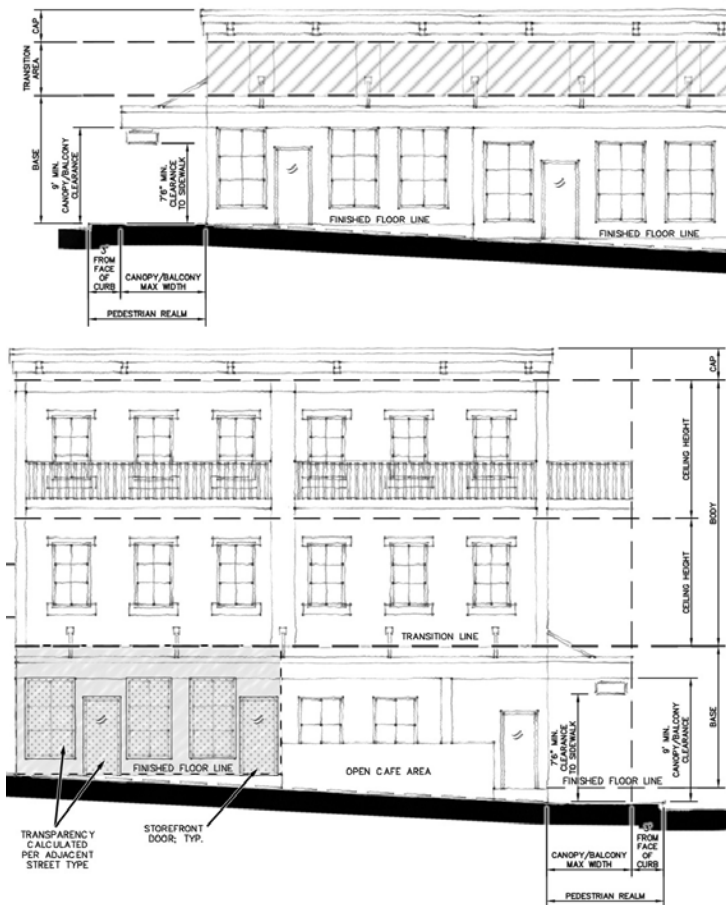 CAP
TRANSITION
AREA
BASE
9' MIN.
CANOPY/BALCONY
CLEARANCE
7'6" MIN.
CLEARANCE
TO SIDEWALK
FINISHED FLOOR LINE
FINISHED FLOOR LINE
3'
FROM
FACE
OF
CURB
CANOPY/BALCONY
MAX WIDTH
PEDESTRIAN REALM
CAP
CEILING HEIGHT
BODY
CEILING HEIGHT
TRANSITION LINE
BASE
7'6" MIN.
CLEARANCE
TO SIDEWALK
9' MIN.
CANOPY/BALCONY
CLEARANCE
FINISHED FLOOR LINE
OPEN CAFE AREA
FINISHED FLOOR LINE
TRANSPARENCY
CALCULATED
PER ADJACENT
STREET TYPE
STOREFRONT
DOOR; TYP.
CANOPY/BALCONY
MAX WIDTH
3'
FROM
FACE OF
CURB
PEDESTRIAN REALM